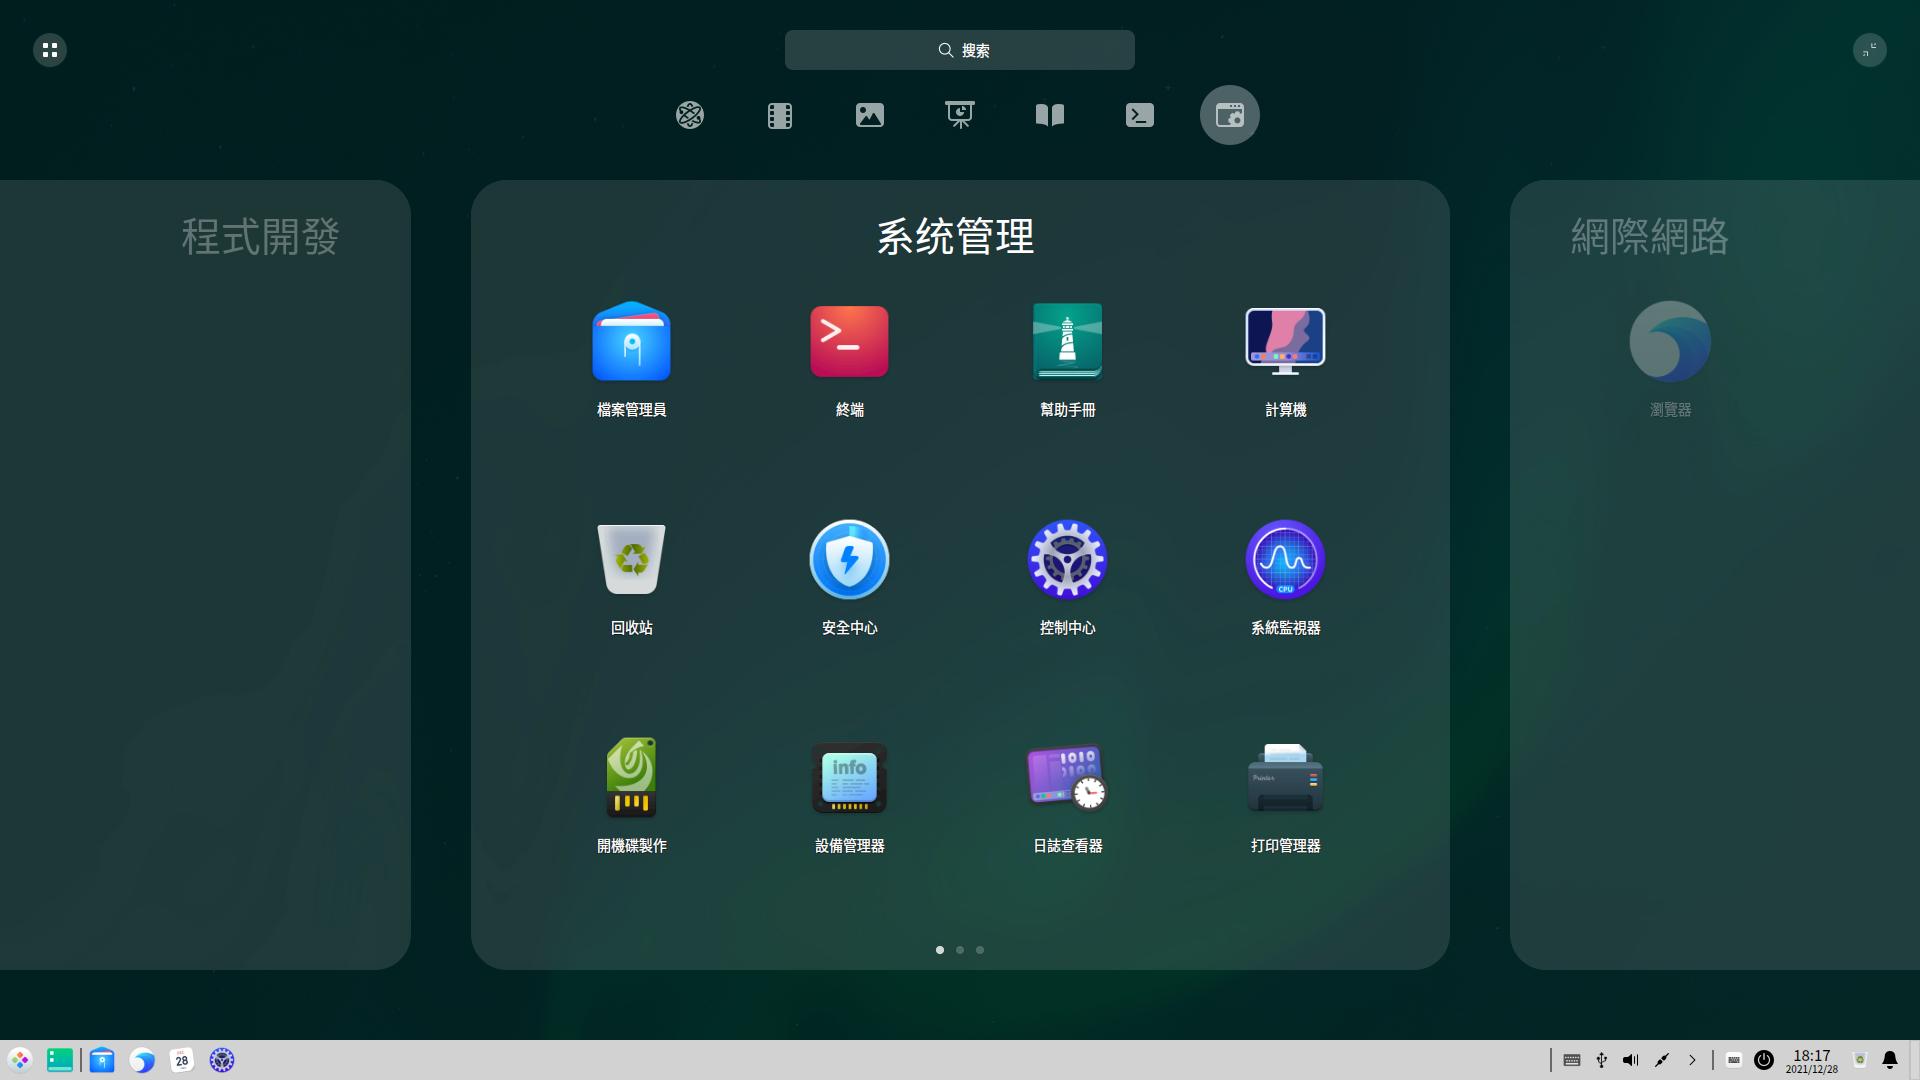 搜索
程式開發
系统管理
網際網路
檔案管理員
終端
幫助手冊
計算機
瀏覽器
回收站
安全中心
控制中心
系統監視器
CPU
info
1010
Printer
開機碟製作
設備管理器
日誌查看器
打印管理器
28
18:17
2021/12/28